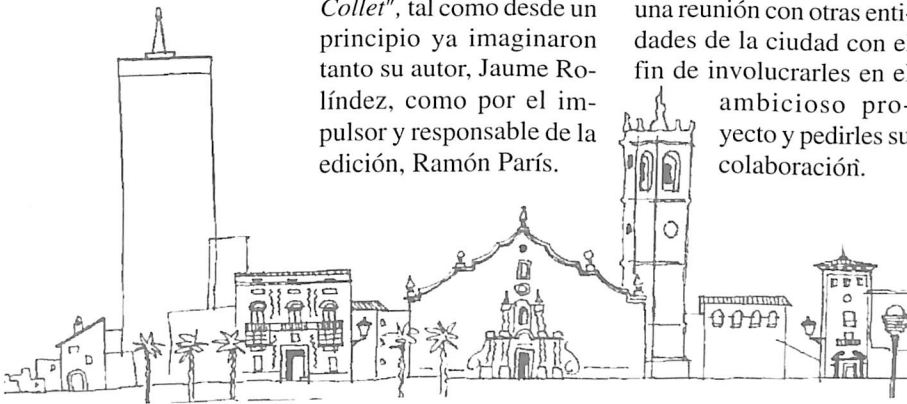 Collet", tal como desde un
principio ya imaginaron
tanto su autor, Jaume Ro-
líndez, como por el im-
pulsor y responsable de la
edición, Ramón París.
una reunión con otras enti-
dades de la ciudad con e
fin de involucrarles en e
ambicioso pro-
yecto y pedirles su
colaboración.